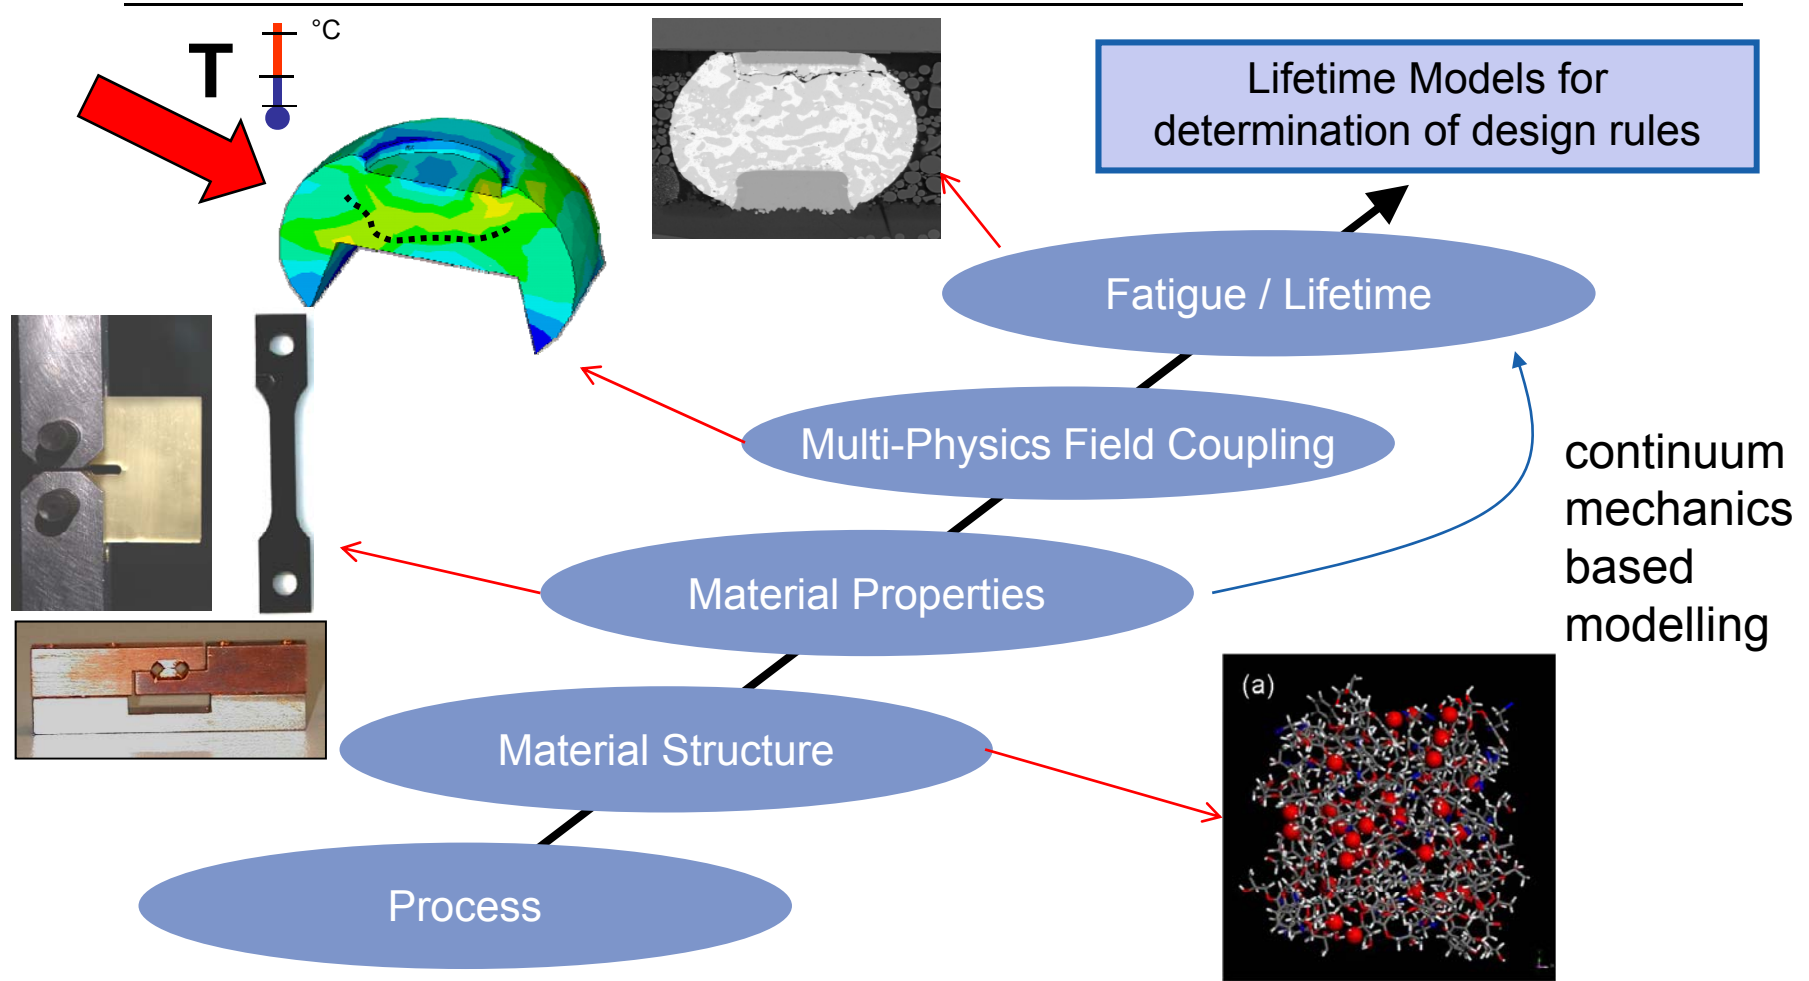 °C
T
Lifetime Models for
determination of design rules
Fatigue / Lifetime
Multi-Physics Field Coupling
continuum
mechanics
based
modelling
Material Properties
(a)
Material Structure
Process